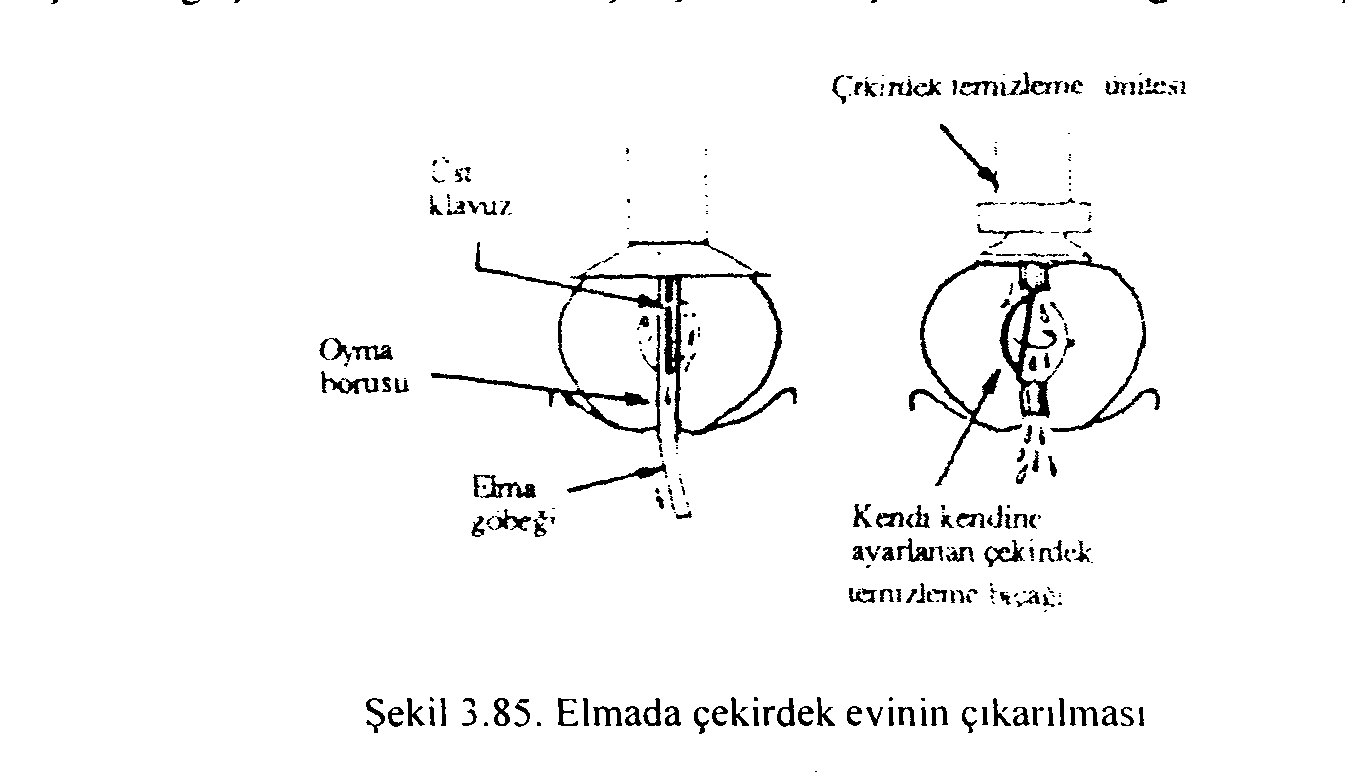 Çekirdek temizleme ünitesi
Üst
klavuz
Oyma
borusu
Elma
göbeği
Kendi kendine
ayarlanan çekirdek
temizleme bıçağı
Şekil 3.85. Elmada çekirdek evinin çıkarılması